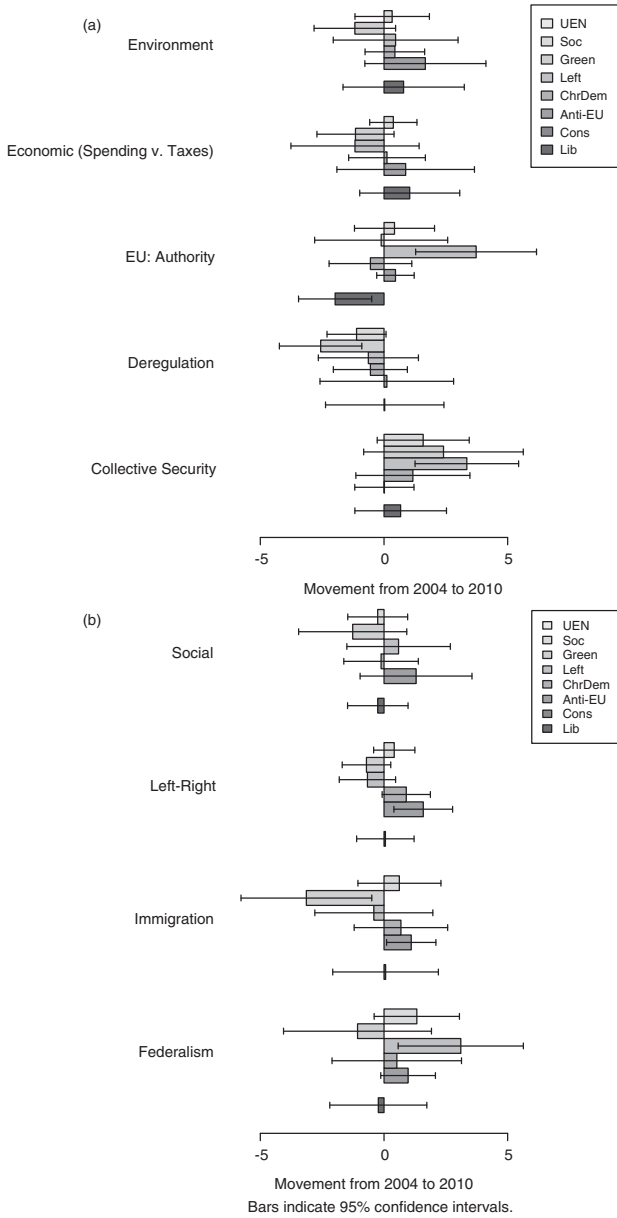 (a)
Environment
Economic (Spending v. Taxes)
EU: Authority
Deregulation
Collective Security
UEN
Soc
Green
Left
ChrDem
Anti-EU
Cons
Lib
-5 0 5
Movement from 2004 to 2010
(b)
Social
Left-Right
Immigration
Federalism
UEN
Soc
Green
Left
ChrDem
Anti-EU
Cons
Lib
-5 0 5
Movement from 2004 to 2010
Bars indicate 95% confidence intervals.